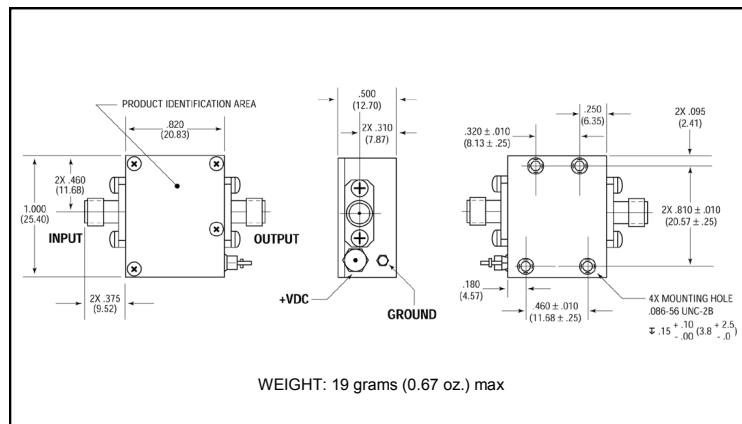 PRODUCT IDENTIFICATION AREA
.820
(20.83)
2X .460
(11.68)
1.000
(25.40)
INPUT
OUTPUT
2X .375
(9.52)
.500
(12.70)
2X .310
(7.87)
+VDC
GROUND
.250
(6.35)
2X .095
(2.41)
.320 ± .010
(8.13 ± .25)
2X .810 ± .010
(20.57 ± .25)
.180
(4.57)
.460 ± .010
(11.68 ± .25)
4X MOUNTING HOLE
.086-56 UNC-2B
↧ .15 + .10 - .00 (3.8 + 2.5 - .0)
WEIGHT: 19 grams (0.67 oz.) max